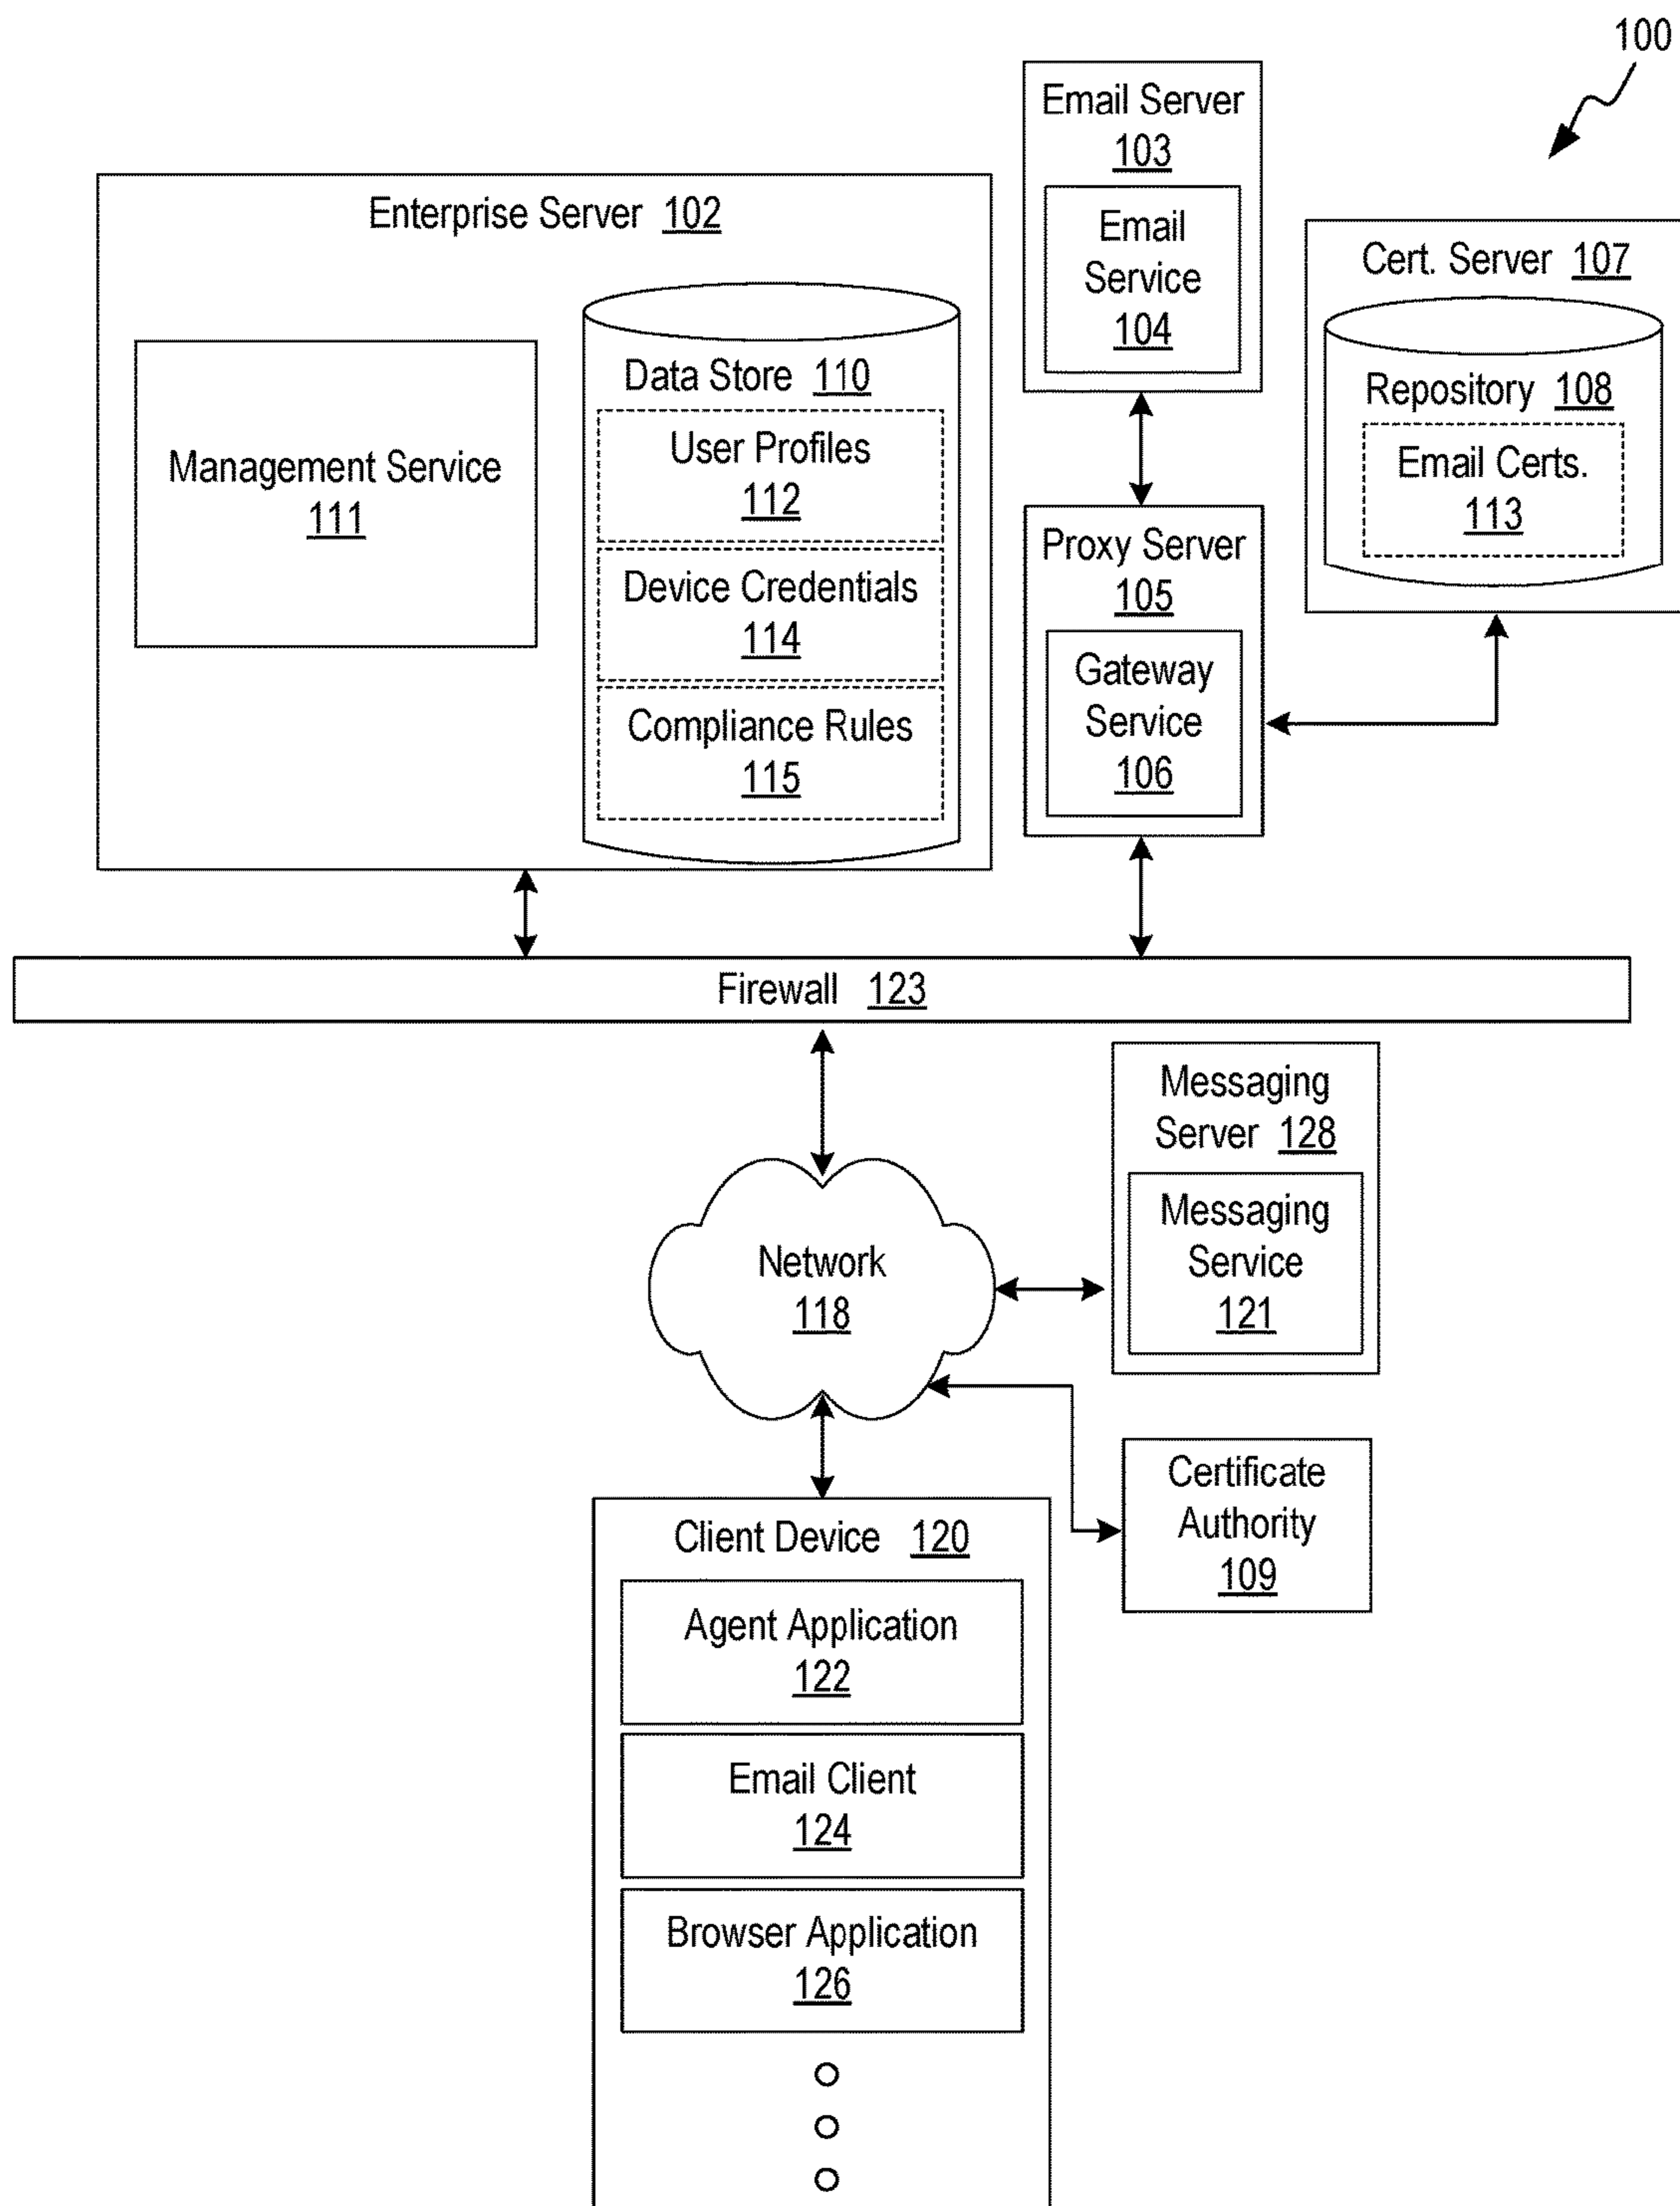 100
Email Server
103
Email
Service
104
Enterprise Server 102
Management Service
111
Data Store 110
User Profiles
112
Device Credentials
114
Compliance Rules
115
Cert. Server 107
Repository 108
Email Certs.
113
Proxy Server
105
Gateway
Service
106
Firewall 123
Messaging
Server 128
Messaging
Service
121
Network
118
Certificate
Authority
109
Client Device 120
Agent Application
122
Email Client
124
Browser Application
126